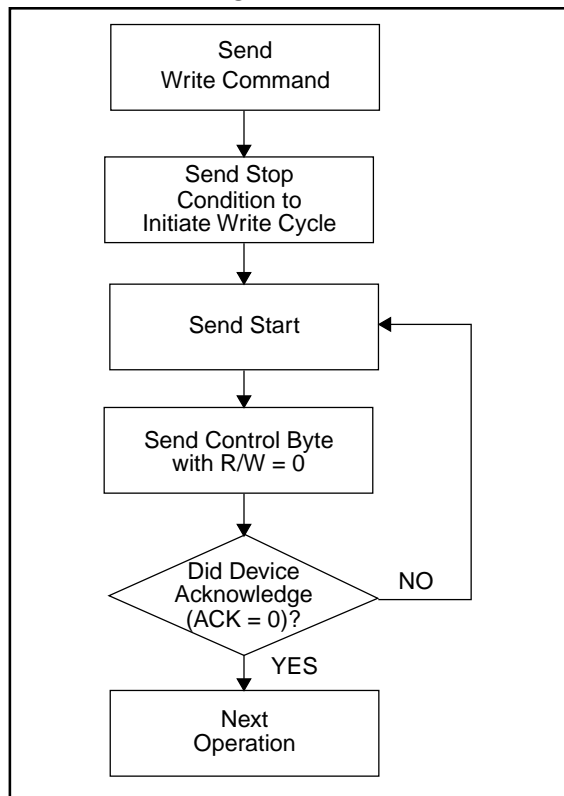 Send
Write Command
Send Stop
Condition to
Initiate Write Cycle
Send Start
Send Control Byte
with R/W = 0
Did Device
Acknowledge
(ACK = 0)?
NO
YES
Next
Operation